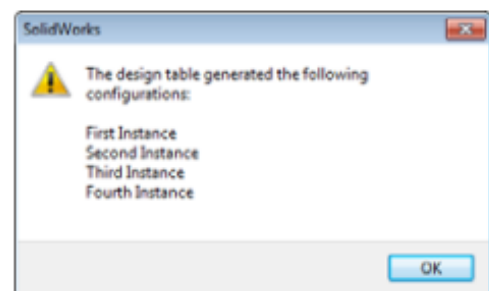 SolidWorks
The design table generated the following
configurations:
First Instance
Second Instance
Third Instance
Fourth Instance
OK